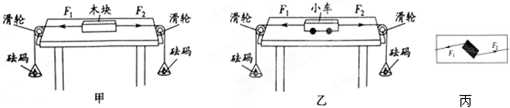 木块
滑轮 F₁ F₂ 滑轮
砝码 砝码
甲
小车
滑轮 F₁ F₂ 滑轮
砝码 砝码
乙
F₁ F₂
丙